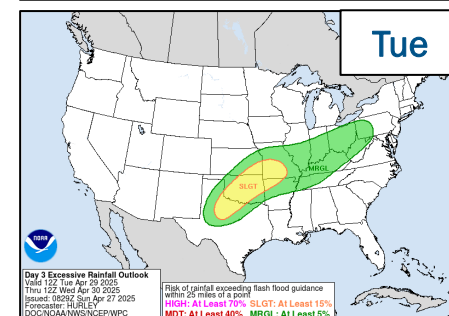 Tue
MRGL
SLGT
NOAA
Day 3 Excessive Rainfall Outlook
Valid 12Z Tue Apr 29 2025
Thru 12Z Wed Apr 30 2025
Issued: 0829Z Sun Apr 27 2025
Forecaster: HURLEY
DOC/NOAA/NWS/NCEP/WPC
Risk of rainfall exceeding flash flood guidance
within 25 miles of a point
HIGH: At Least 70% SLGT: At Least 15%
MDT: At Least 40% MRGL: At Least 5%